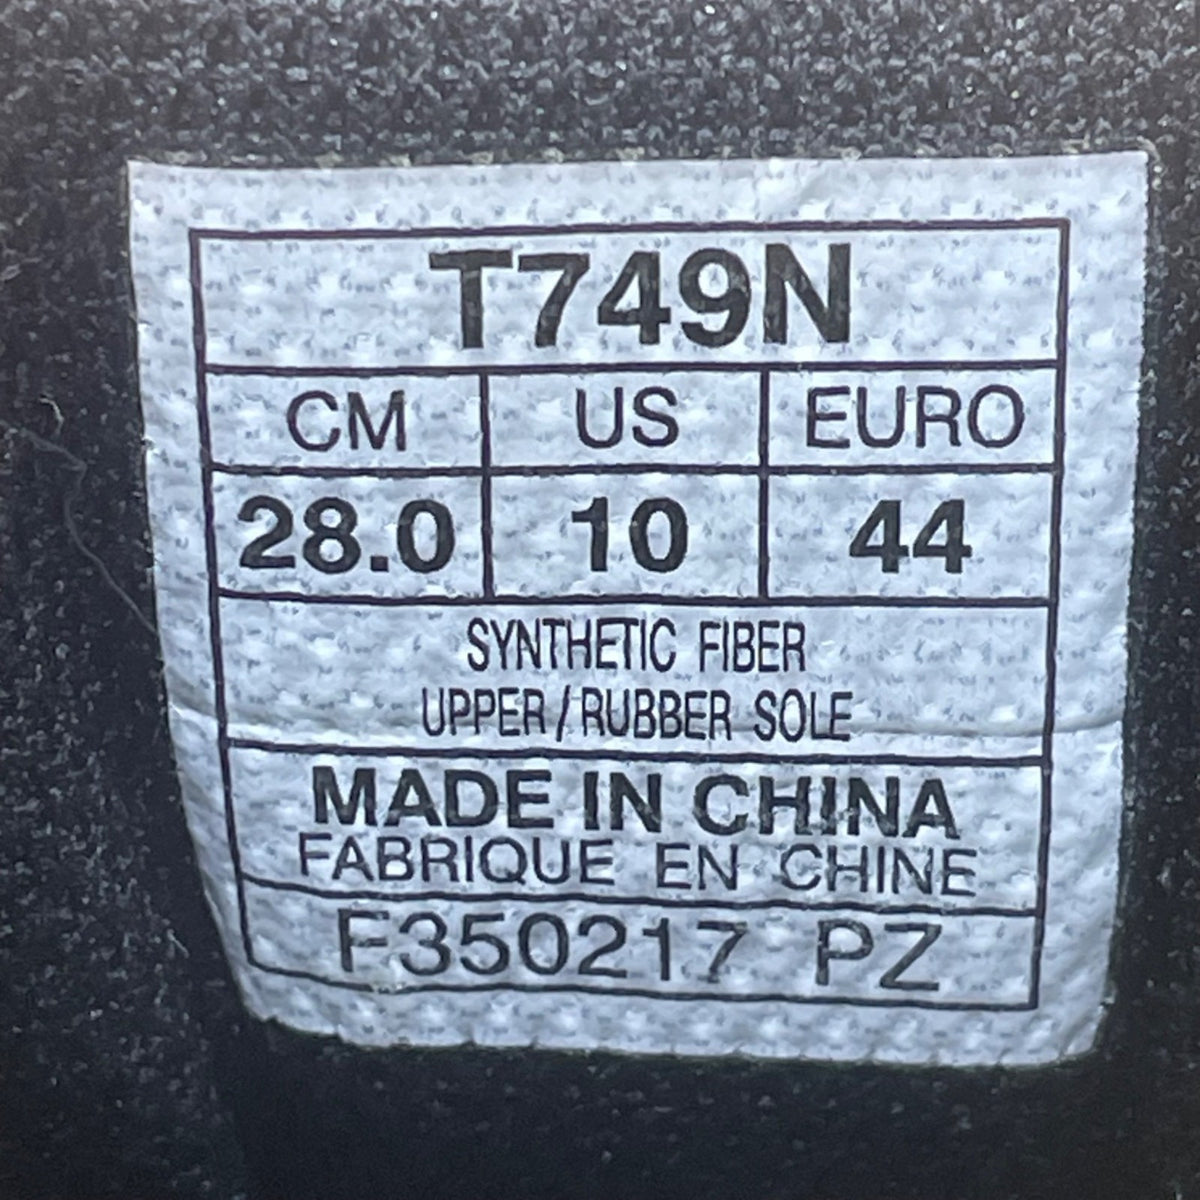 T749N
CM US EURO
28.0 10 44
SYNTHETIC FIBER
UPPER/RUBBER SOLE
MADE IN CHINA
FABRIQUE EN CHINE
F350217 PZ